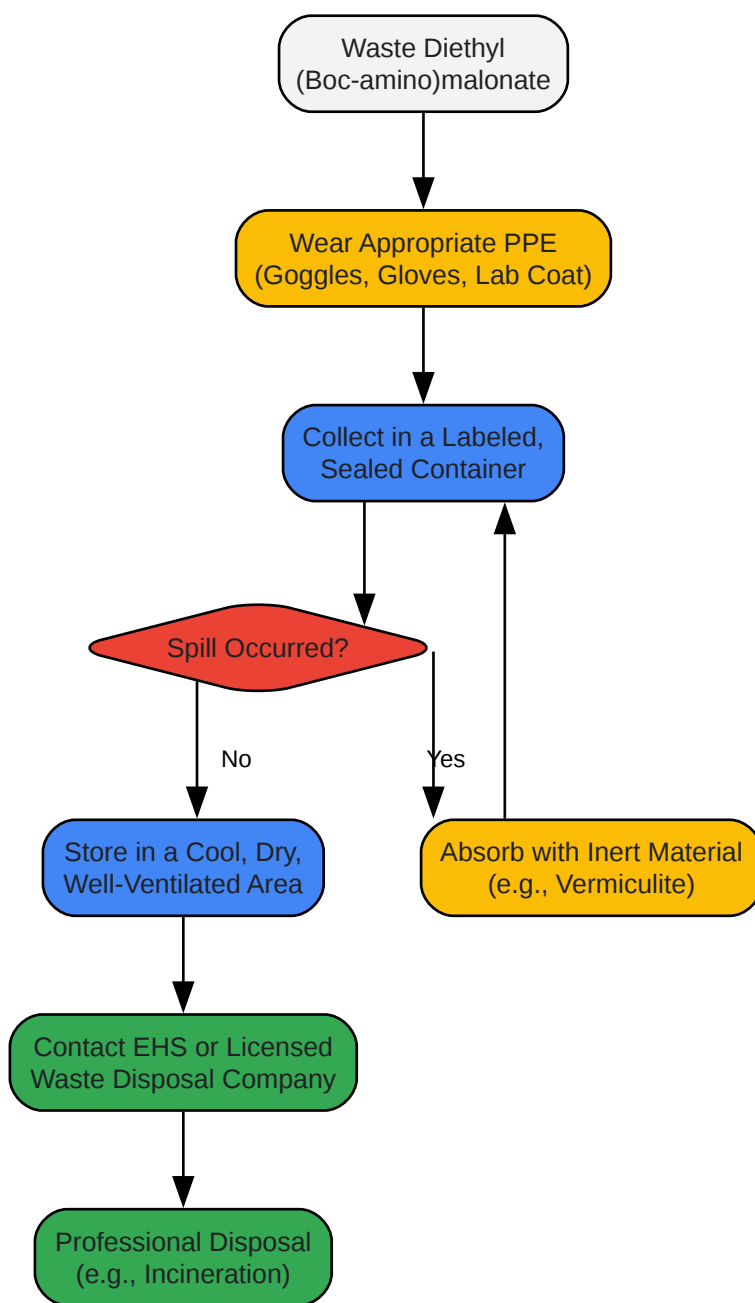 Waste Diethyl
(Boc-amino)malonate
Wear Appropriate PPE
(Goggles, Gloves, Lab Coat)
Collect in a Labeled,
Sealed Container
Spill Occurred?
No
Yes
Store in a Cool, Dry,
Well-Ventilated Area
Absorb with Inert Material
(e.g., Vermiculite)
Contact EHS or Licensed
Waste Disposal Company
Professional Disposal
(e.g., Incineration)